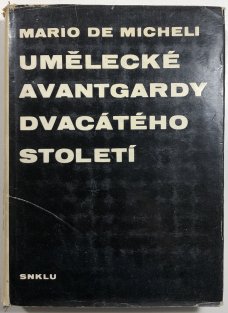 MARIO DE MICHELI
UMĚLECKÉ
AVANTGARDY
DVACÁTÉHO
STOLETÍ
SNKLU